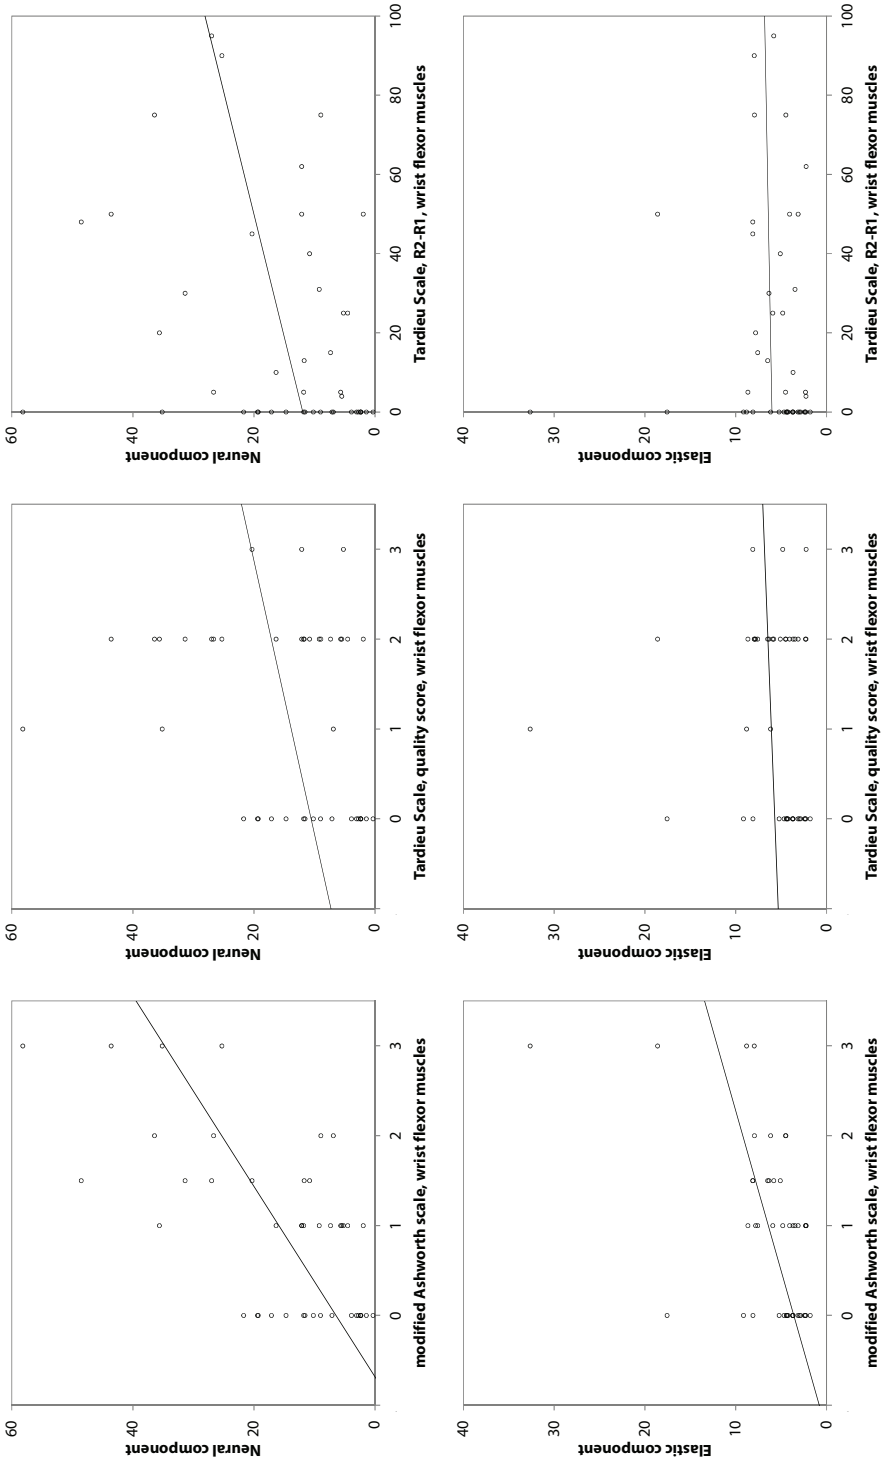 Neural component
60
40
20
0
0 1 2 3
modified Ashworth scale, wrist flexor muscles
Neural component
60
40
20
0
0 1 2 3
Tardieu Scale, quality score, wrist flexor muscles
Neural component
60
40
20
0
0 20 40 60 80 100
Tardieu Scale, R2-R1, wrist flexor muscles
Elastic component
40
30
20
10
0
0 1 2 3
modified Ashworth scale, wrist flexor muscles
Elastic component
40
30
20
10
0
0 1 2 3
Tardieu Scale, quality score, wrist flexor muscles
Elastic component
40
30
20
10
0
0 20 40 60 80 100
Tardieu Scale, R2-R1, wrist flexor muscles